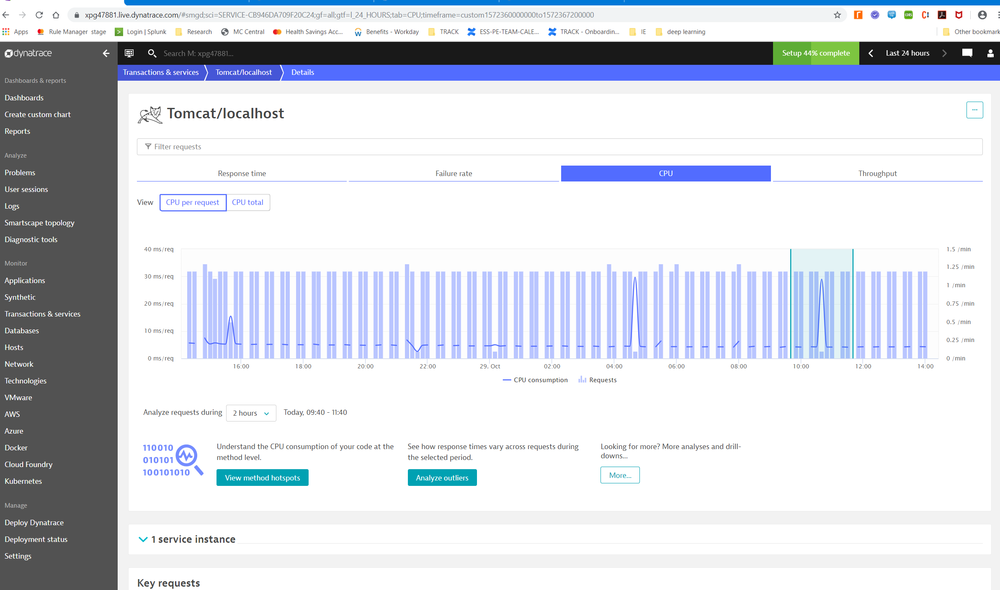 xpg47881.live.dynatrace.com/#smgd;sci=SERVICE-CB946DA709F20C24;gf=all;gtf=l_24_HOURS;tab=CPU;timeframe=custom1572360000000to1572367200000
Apps Rule Manager stage Login | Splunk Research MC Central Health Savings Acc... Benefits - Workday TRACK ESS-PE-TEAM-CALE... TRACK - Onboardin... IE deep learning Other bookmark
dynatrace
Search M: xpg47881...
Setup 44% complete
Last 24 hours
Transactions & services Tomcat/localhost Details
Dashboards & reports
Dashboards
Create custom chart
Reports
Analyze
Problems
User sessions
Logs
Smartscape topology
Diagnostic tools
Monitor
Applications
Synthetic
Transactions & services
Databases
Hosts
Network
Technologies
VMware
AWS
Azure
Docker
Cloud Foundry
Kubernetes
Manage
Deploy Dynatrace
Deployment status
Settings
Tomcat/localhost
...
Filter requests
Response time Failure rate CPU Throughput
View CPU per request CPU total
40 ms/req
30 ms/req
20 ms/req
10 ms/req
0 ms/req
1.5 /min
1.25 /min
1 /min
0.75 /min
0.5 /min
0.25 /min
0 /min
16:00 18:00 20:00 22:00 29. Oct 02:00 04:00 06:00 08:00 10:00 12:00 14:00
CPU consumption Requests
Analyze requests during 2 hours Today, 09:40 - 11:40
110010
010101
100101010
Understand the CPU consumption of your code at the
method level.
View method hotspots
See how response times vary across requests during
the selected period.
Analyze outliers
Looking for more? More analyses and drill-
downs...
More...
1 service instance
Key requests